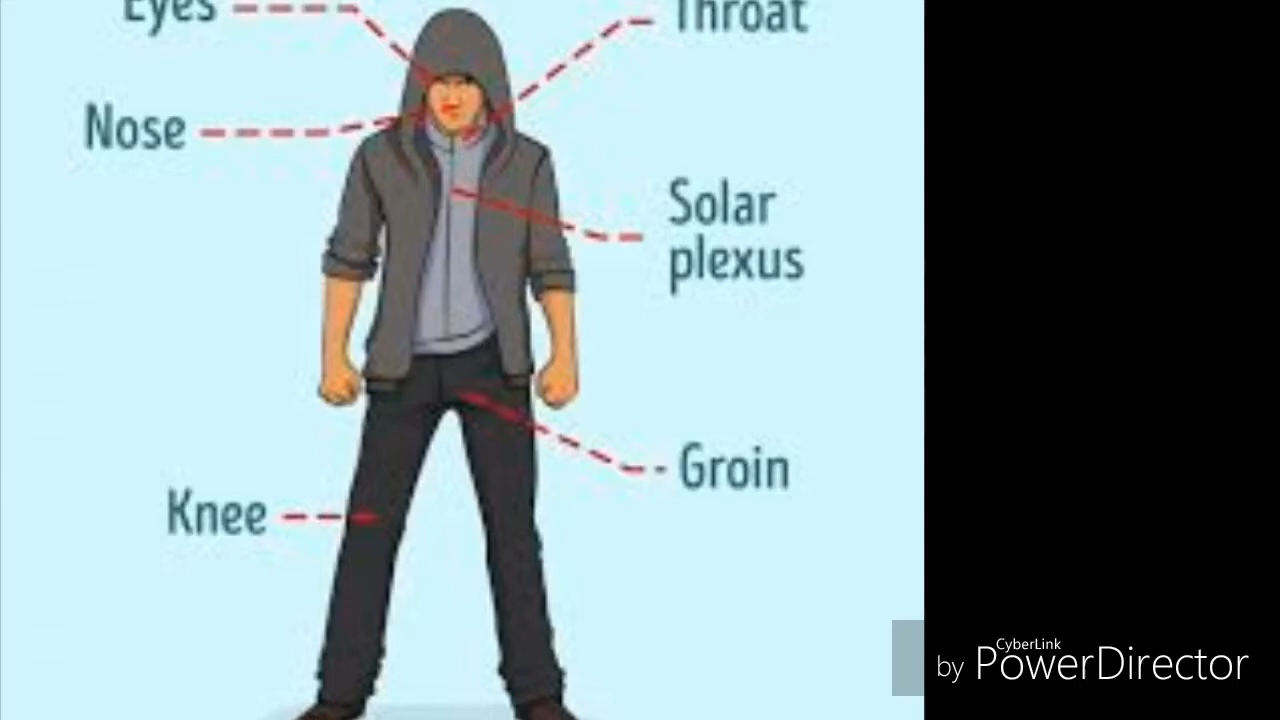 Eyes
Throat
Nose
Solar
plexus
Groin
Knee
CyberLink
by PowerDirector